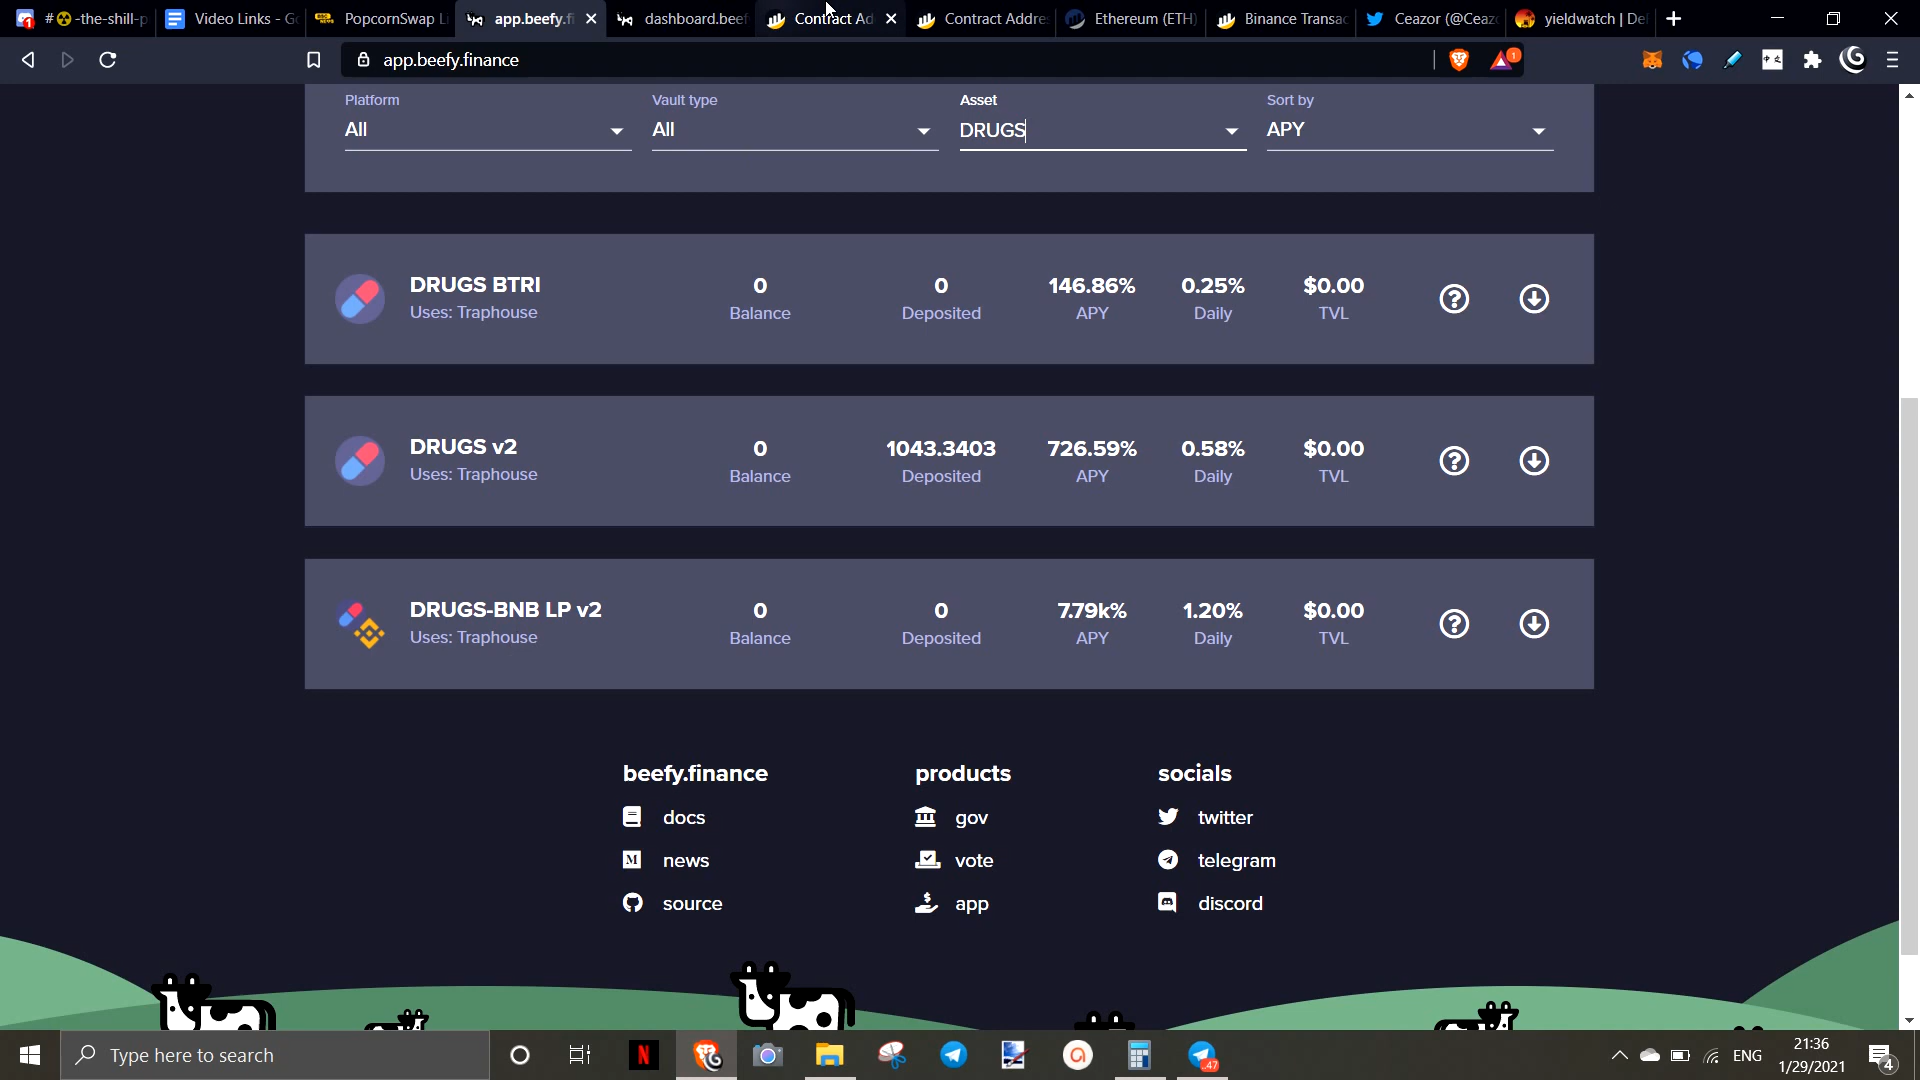 # ☢ -the-shill-p
Video Links - Go
PopcornSwap L
app.beefy.fi
dashboard.beef
Contract Ad
Contract Addres
Ethereum (ETH)
Binance Transac
Ceazor (@Ceazo
yieldwatch | De
app.beefy.finance
1
Platform
All
Vault type
All
Asset
DRUGS
Sort by
APY
DRUGS BTRI
Uses: Traphouse
0
Balance
0
Deposited
146.86%
APY
0.25%
Daily
$0.00
TVL
DRUGS v2
Uses: Traphouse
0
Balance
1043.3403
Deposited
726.59%
APY
0.58%
Daily
$0.00
TVL
DRUGS-BNB LP v2
Uses: Traphouse
0
Balance
0
Deposited
7.79k%
APY
1.20%
Daily
$0.00
TVL
beefy.finance
docs
news
source
products
gov
vote
app
socials
twitter
telegram
discord
Type here to search
ENG
21:36
1/29/2021
4